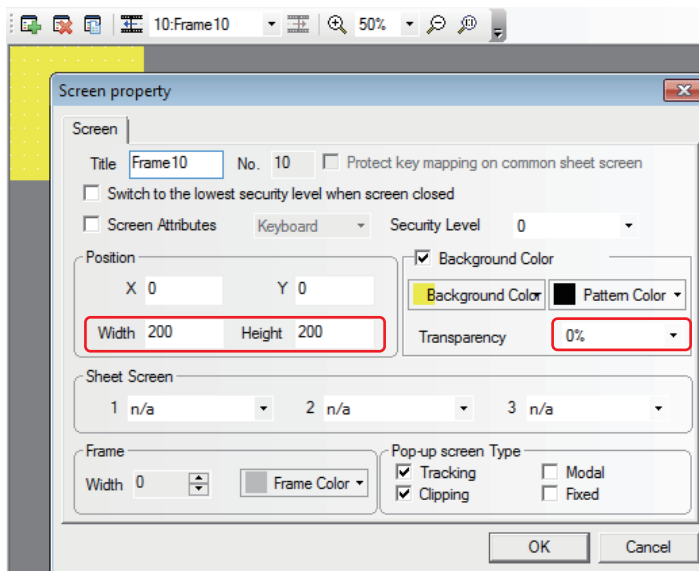 10:Frame10 50%
Screen property
Screen
Title Frame10 No. 10 Protect key mapping on common sheet screen
Switch to the lowest security level when screen closed
Screen Attributes Keyboard Security Level 0
Position Background Color
X 0 Y 0 Background Color Pattern Color
Width 200 Height 200 Transparency 0%
Sheet Screen
1 n/a 2 n/a 3 n/a
Frame Pop-up screen Type
Width 0 Frame Color Tracking Modal
Clipping Fixed
OK Cancel